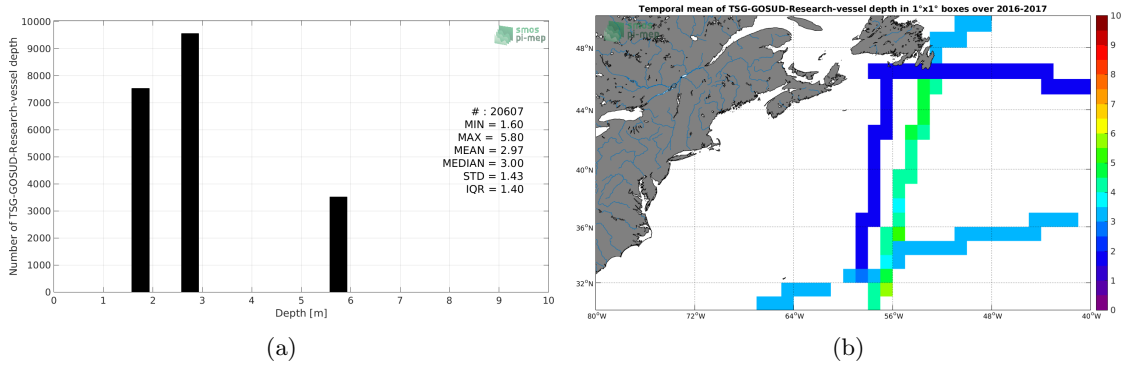 10000
9000
8000
7000
6000
5000
4000
3000
2000
1000
0
Number of TSG-GOSUD-Research-vessel depth
smos
pi-mep
# : 20607
MIN = 1.60
MAX = 5.80
MEAN = 2.97
MEDIAN = 3.00
STD = 1.43
IQR = 1.40
0 1 2 3 4 5 6 7 8 9 10
Depth [m]
(a)
Temporal mean of TSG-GOSUD-Research-vessel depth in 1°x1° boxes over 2016-2017
smos
pi-mep
48°N
44°N
40°N
36°N
32°N
80°W 72°W 64°W 56°W 48°W 40°W
10
9
8
7
6
5
4
3
2
1
0
(b)